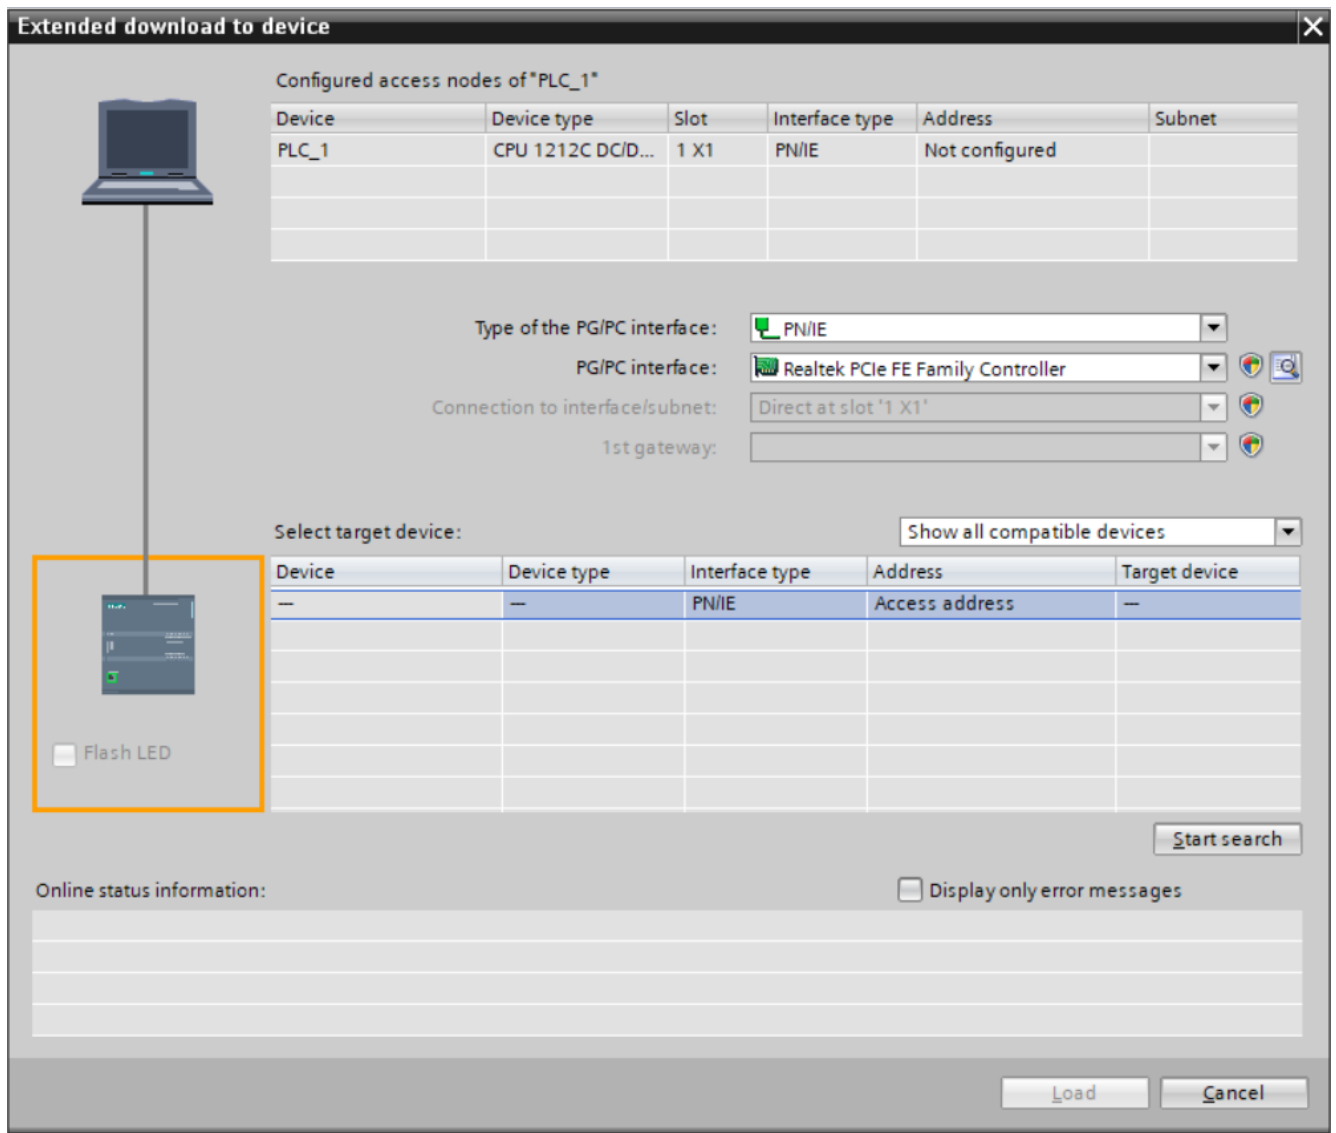 Extended download to device
Configured access nodes of "PLC_1"
Device Device type Slot Interface type Address Subnet
PLC_1 CPU 1212C DC/D... 1 X1 PN/IE Not configured
Type of the PG/PC interface: PN/IE
PG/PC interface: Realtek PCIe FE Family Controller
Connection to interface/subnet: Direct at slot '1 X1'
1st gateway:
Select target device: Show all compatible devices
Device Device type Interface type Address Target device
— — PN/IE Access address —
Flash LED
Start search
Online status information: Display only error messages
Load Cancel